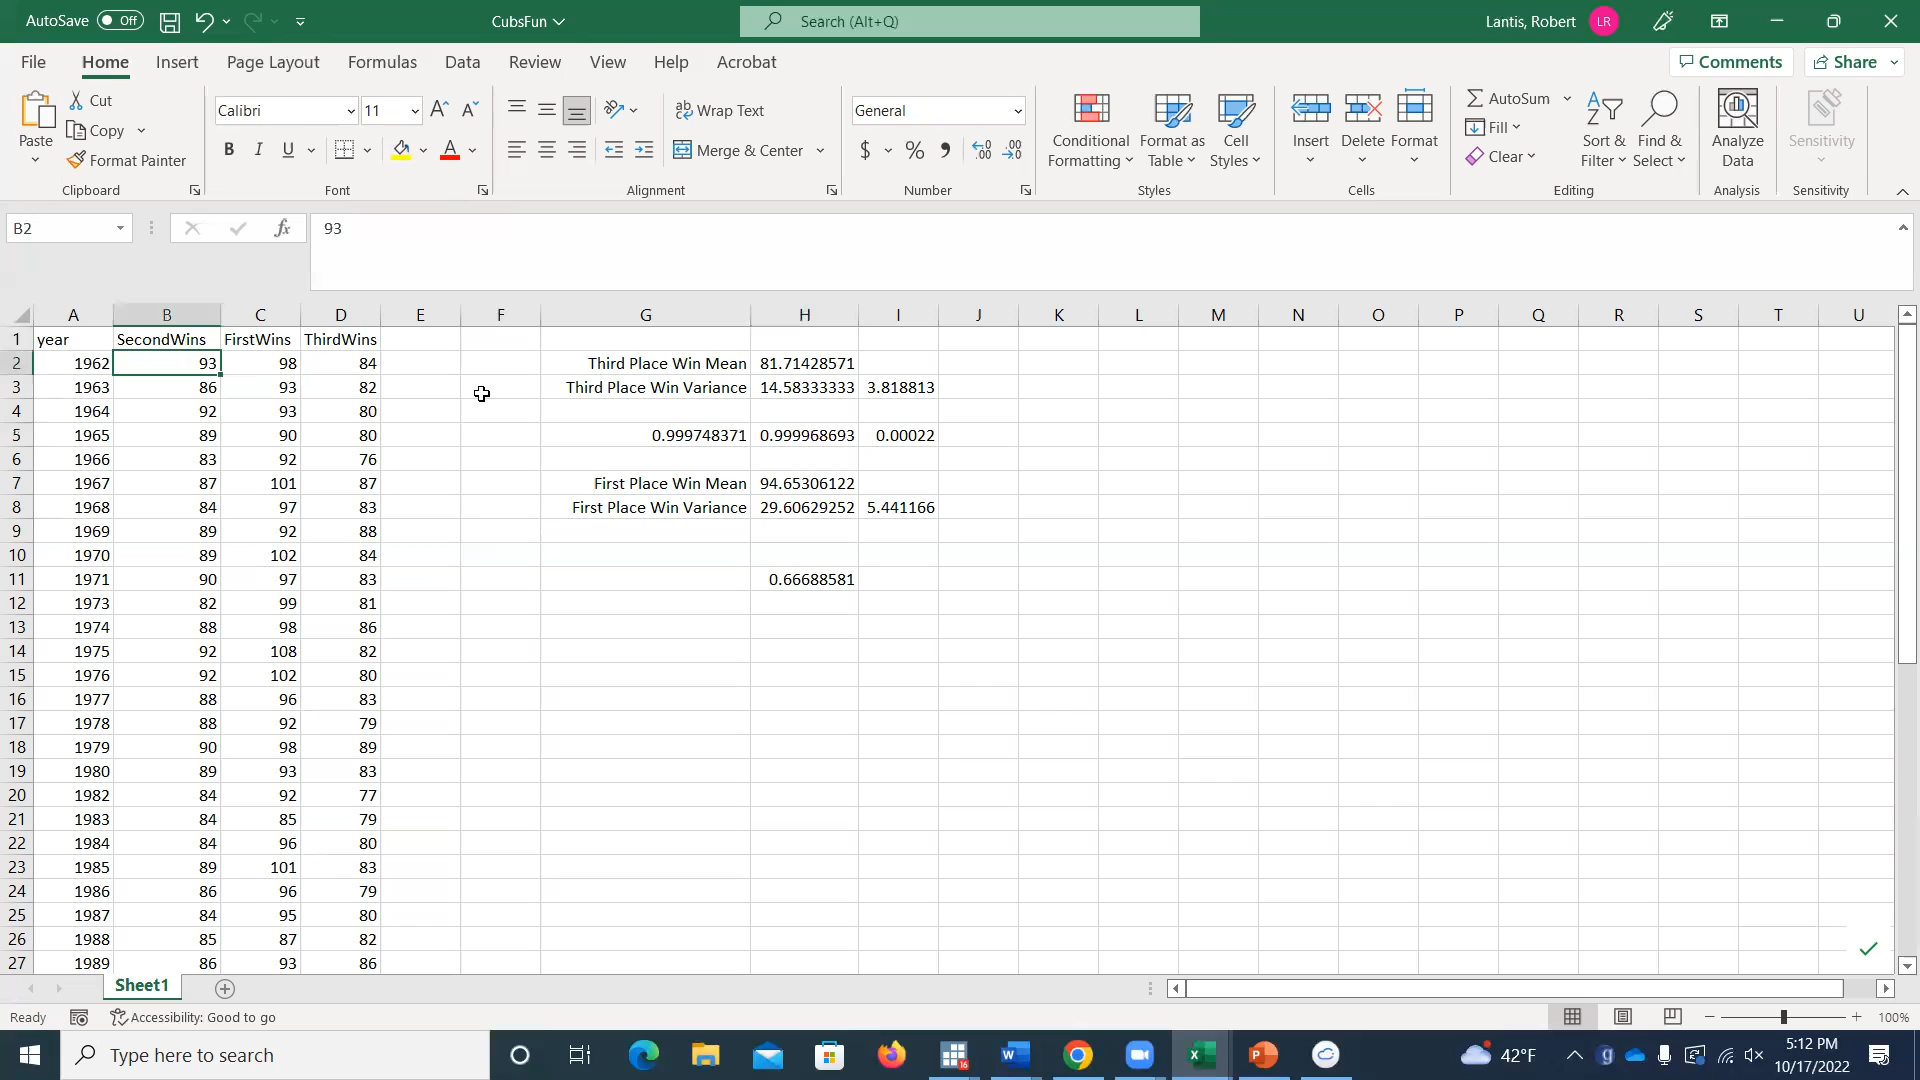 AutoSave Off CubsFun Search (Alt+Q) Lantis, Robert LR
File Home Insert Page Layout Formulas Data Review View Help Acrobat Comments Share
Paste Cut Copy Format Painter Clipboard
Calibri 11 B I U A Font
ab Wrap Text Merge & Center Alignment
General $ % Number
Conditional Formatting Format as Table Cell Styles Styles
Insert Delete Format Cells
AutoSum Fill Clear Sort & Filter Find & Select Editing
Analyze Data Analysis
Sensitivity Sensitivity
B2 fx 93
A B C D E F G H I J K L M N O P Q R S T U
1 year SecondWins FirstWins ThirdWins
2 1962 93 98 84 Third Place Win Mean 81.71428571
3 1963 86 93 82 Third Place Win Variance 14.58333333 3.818813
4 1964 92 93 80
5 1965 89 90 80 0.999748371 0.999968693 0.00022
6 1966 83 92 76
7 1967 87 101 87 First Place Win Mean 94.65306122
8 1968 84 97 83 First Place Win Variance 29.60629252 5.441166
9 1969 89 92 88
10 1970 89 102 84
11 1971 90 97 83 0.66688581
12 1973 82 99 81
13 1974 88 98 86
14 1975 92 108 82
15 1976 92 102 80
16 1977 88 96 83
17 1978 88 92 79
18 1979 90 98 89
19 1980 89 93 83
20 1982 84 92 77
21 1983 84 85 79
22 1984 84 96 80
23 1985 89 101 83
24 1986 86 96 79
25 1987 84 95 80
26 1988 85 87 82
27 1989 86 93 86
Sheet1
Ready Accessibility: Good to go 100%
Type here to search 42°F 5:12 PM
10/17/2022